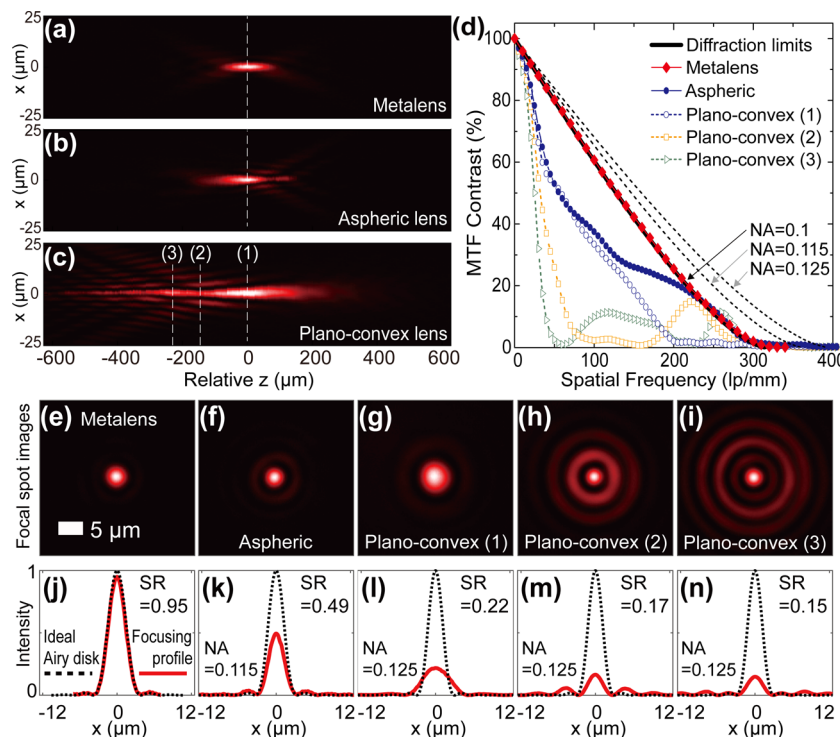 (a)
25
0
-25
x (µm)
Metalens
(b)
25
0
-25
x (µm)
Aspheric lens
(c)
25
0
-25
x (µm)
(3)
(2)
(1)
Plano-convex lens
-600
-400
-200
0
200
400
600
Relative z (µm)
(d)
100
80
60
40
20
0
MTF Contrast (%)
Diffraction limits
Metalens
Aspheric
Plano-convex (1)
Plano-convex (2)
Plano-convex (3)
NA=0.1
NA=0.115
NA=0.125
0
100
200
300
400
Spatial Frequency (lp/mm)
Focal spot images
(e)
Metalens
5 µm
(f)
Aspheric
(g)
Plano-convex (1)
(h)
Plano-convex (2)
(i)
Plano-convex (3)
Intensity
1
0
(j)
SR
=0.95
Ideal
Airy disk
Focusing
profile
-12
0
12
x (µm)
(k)
SR
=0.49
NA
=0.115
-12
0
12
x (µm)
(l)
SR
=0.22
NA
=0.125
-12
0
12
x (µm)
(m)
SR
=0.17
NA
=0.125
-12
0
12
x (µm)
(n)
SR
=0.15
NA
=0.125
-12
0
12
x (µm)